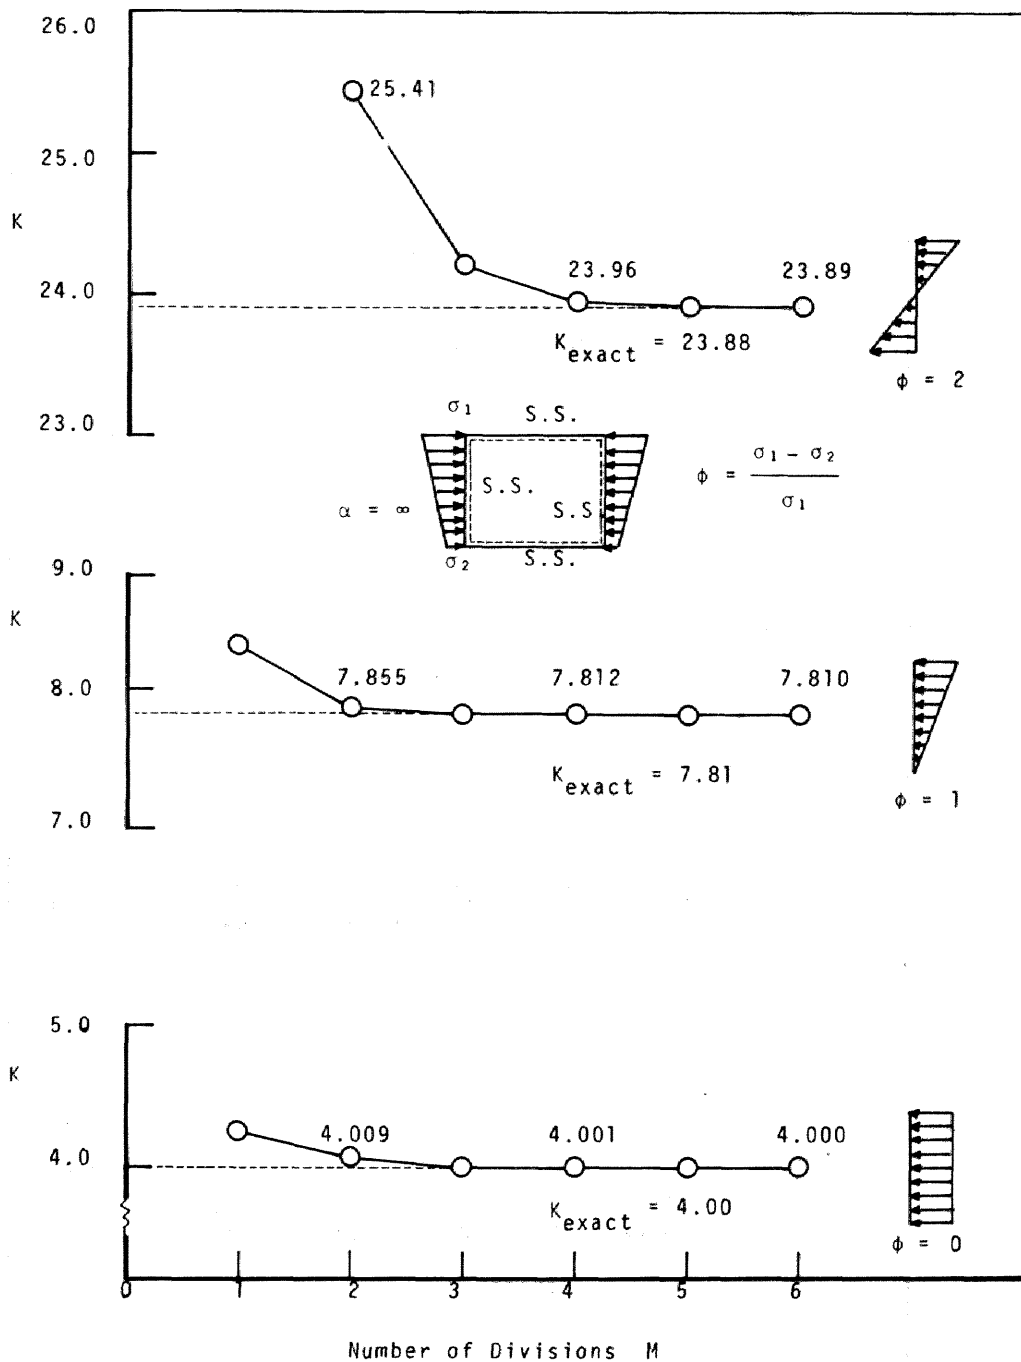 26.0
25.41
25.0
K
24.0
23.96
23.89
K exact = 23.88
φ = 2
23.0
σ1
S.S.
φ = σ1 - σ2 / σ1
S.S.
S.S
α = ∞
σ2
S.S.
9.0
K
8.0
7.855
7.812
7.810
K exact = 7.81
φ = 1
7.0
5.0
K
4.009
4.001
4.000
4.0
K exact = 4.00
φ = 0
0 1 2 3 4 5 6
Number of Divisions M